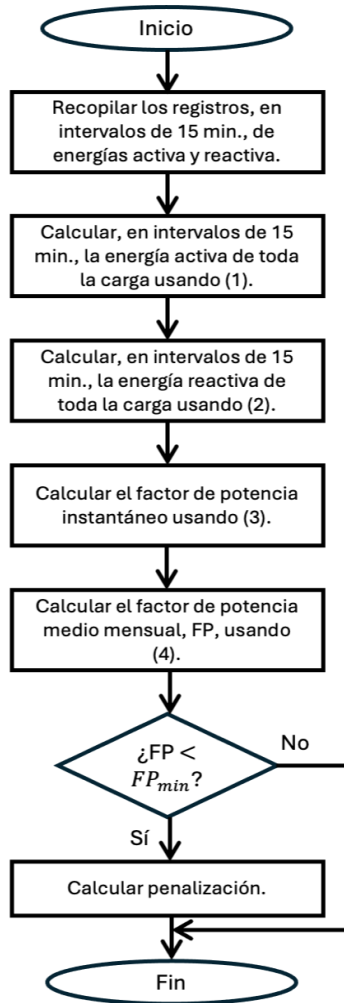 Inicio
Recopilar los registros, en
intervalos de 15 min., de
energías activa y reactiva.
Calcular, en intervalos de 15
min., la energía activa de toda
la carga usando (1).
Calcular, en intervalos de 15
min., la energía reactiva de
toda la carga usando (2).
Calcular el factor de potencia
instantáneo usando (3).
Calcular el factor de potencia
medio mensual, FP, usando
(4).
¿FP <
FP_min?
No
Sí
Calcular penalización.
Fin